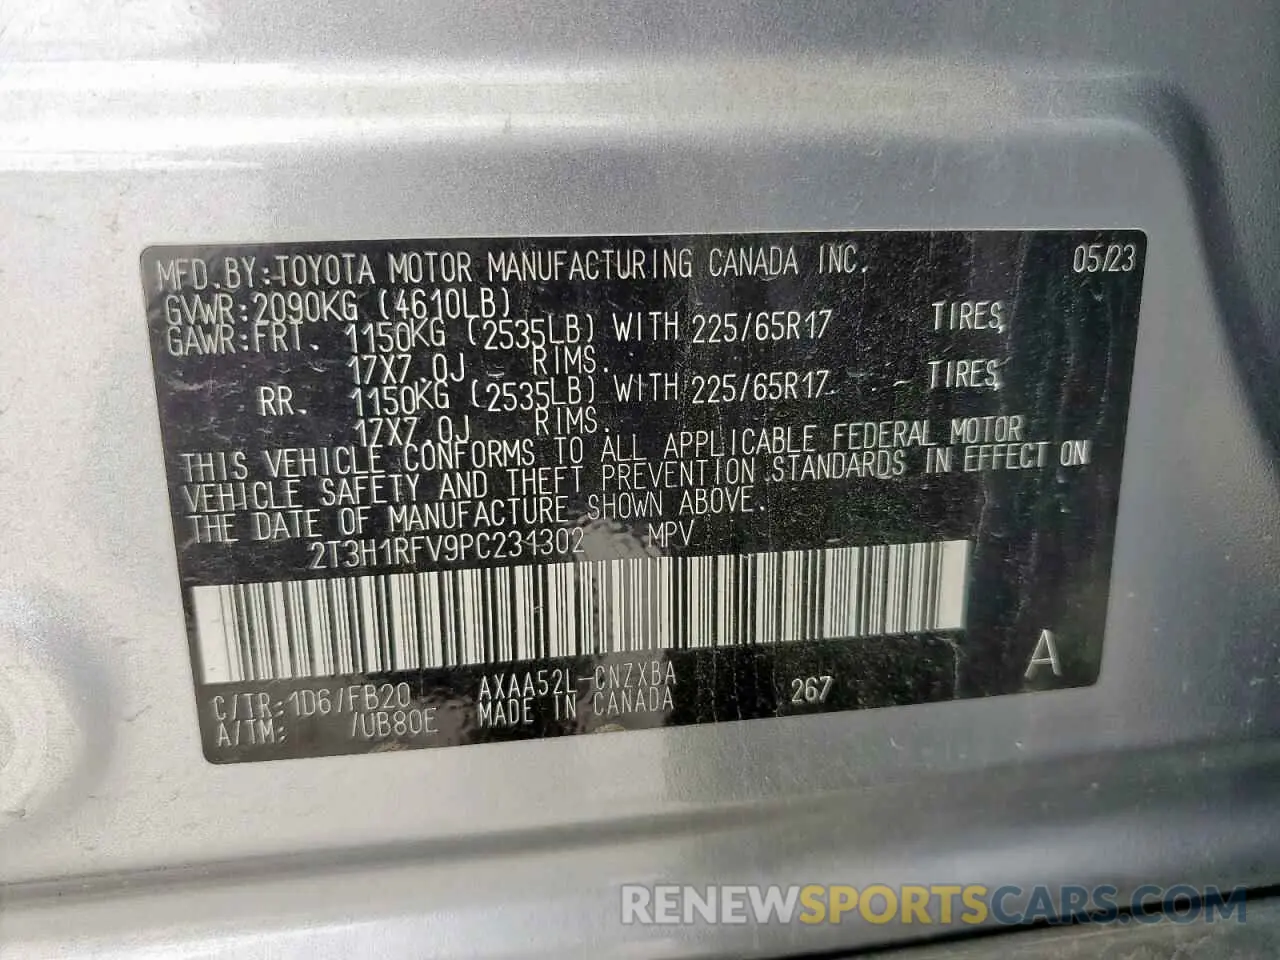 MFD.BY:TOYOTA MOTOR MANUFACTURING CANADA INC. 05/23
GVWR:2090KG (4610LB)
GAWR:FRT. 1150KG (2535LB) WITH 225/65R17 TIRES,
17X7.0J RIMS.
RR. 1150KG (2535LB) WITH 225/65R17 TIRES,
17X7.0J RIMS.
THIS VEHICLE CONFORMS TO ALL APPLICABLE FEDERAL MOTOR
VEHICLE SAFETY AND THEFT PREVENTION STANDARDS IN EFFECT ON
THE DATE OF MANUFACTURE SHOWN ABOVE.
2T3H1RFV9PC231302 MPV
C/TR:1D6/FB20 AXAA52L-CNZXBA 267 A
A/TM: /UB80E MADE IN CANADA
RENEWSPORTSCARS.COM